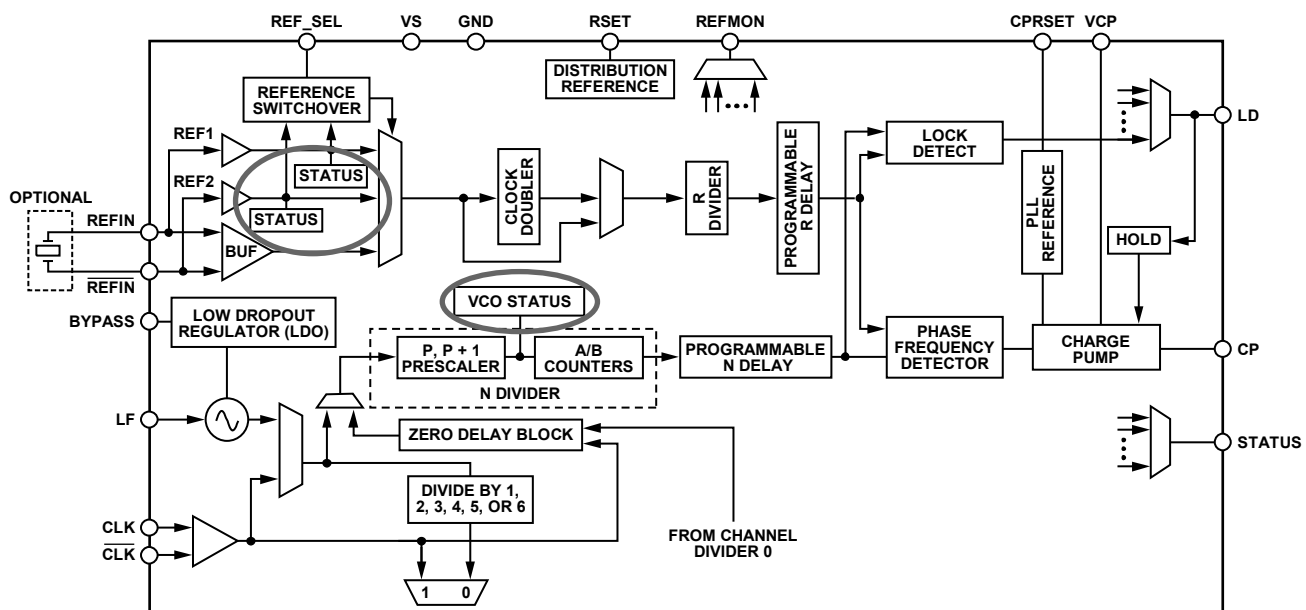 REF_SEL
VS
GND
RSET
REFMON
CPRSET
VCP
REFERENCE
SWITCHOVER
DISTRIBUTION
REFERENCE
REF1
REF2
STATUS
STATUS
BUF
OPTIONAL
REFIN
REFIN
CLOCK
DOUBLER
R
DIVIDER
PROGRAMMABLE
R DELAY
LOCK
DETECT
PLL
REFERENCE
HOLD
LD
BYPASS
LOW DROPOUT
REGULATOR (LDO)
VCO STATUS
P, P + 1
PRESCALER
A/B
COUNTERS
N DIVIDER
PROGRAMMABLE
N DELAY
PHASE
FREQUENCY
DETECTOR
CHARGE
PUMP
CP
LF
ZERO DELAY BLOCK
STATUS
DIVIDE BY 1,
2, 3, 4, 5, OR 6
CLK
CLK
FROM CHANNEL
DIVIDER 0
1 0